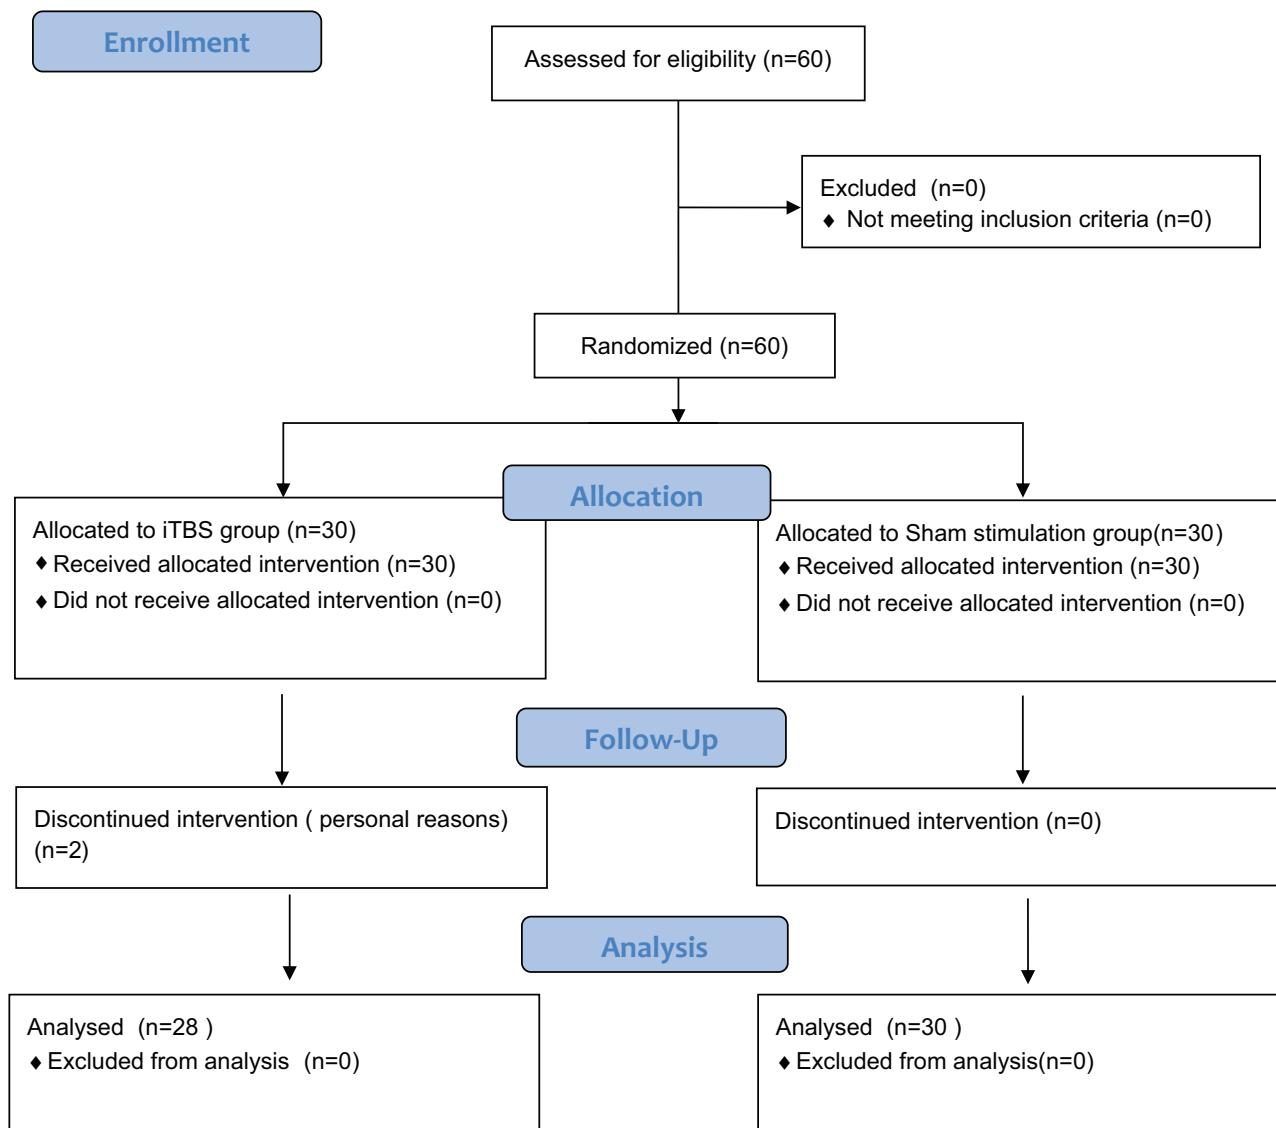 Enrollment
Assessed for eligibility (n=60)
Excluded (n=0)
♦ Not meeting inclusion criteria (n=0)
Randomized (n=60)
Allocation
Allocated to iTBS group (n=30)
♦ Received allocated intervention (n=30)
♦ Did not receive allocated intervention (n=0)
Allocated to Sham stimulation group(n=30)
♦ Received allocated intervention (n=30)
♦ Did not receive allocated intervention (n=0)
Follow-Up
Discontinued intervention ( personal reasons)
(n=2)
Discontinued intervention (n=0)
Analysis
Analysed (n=28 )
♦ Excluded from analysis (n=0)
Analysed (n=30 )
♦ Excluded from analysis(n=0)